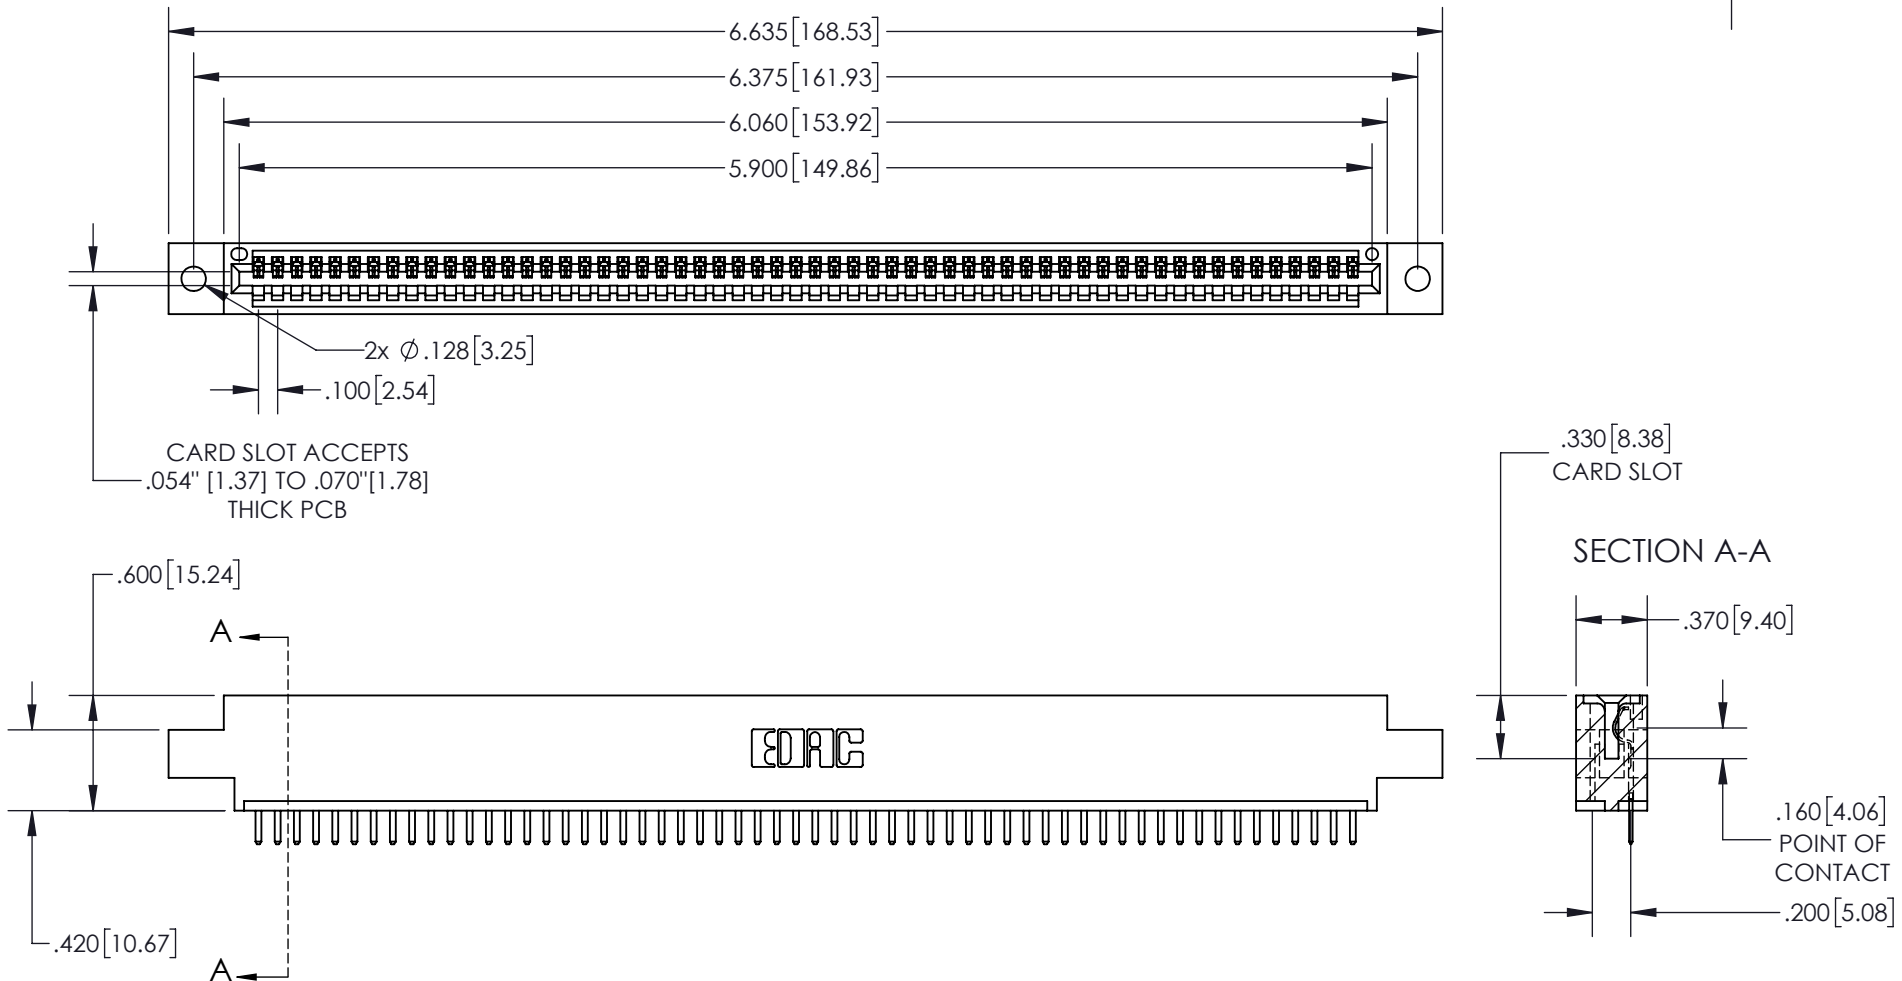 6.635[168.53]
6.375[161.93]
6.060[153.92]
5.900[149.86]
2x Ø.128[3.25]
.100[2.54]
CARD SLOT ACCEPTS
.054" [1.37] TO .070"[1.78]
THICK PCB
.330[8.38]
CARD SLOT
SECTION A-A
.600[15.24]
.370[9.40]
A
EDAC
.160[4.06]
POINT OF
CONTACT
.200[5.08]
.420[10.67]
A